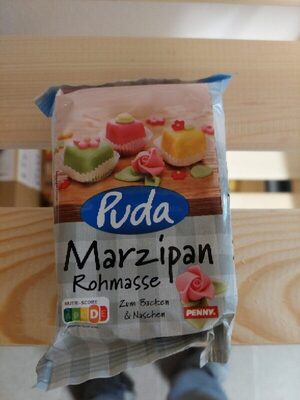 Puda
Marzipan
Rohmasse
NUTRI-SCORE
Zum Backen
& Naschen
PENNY.